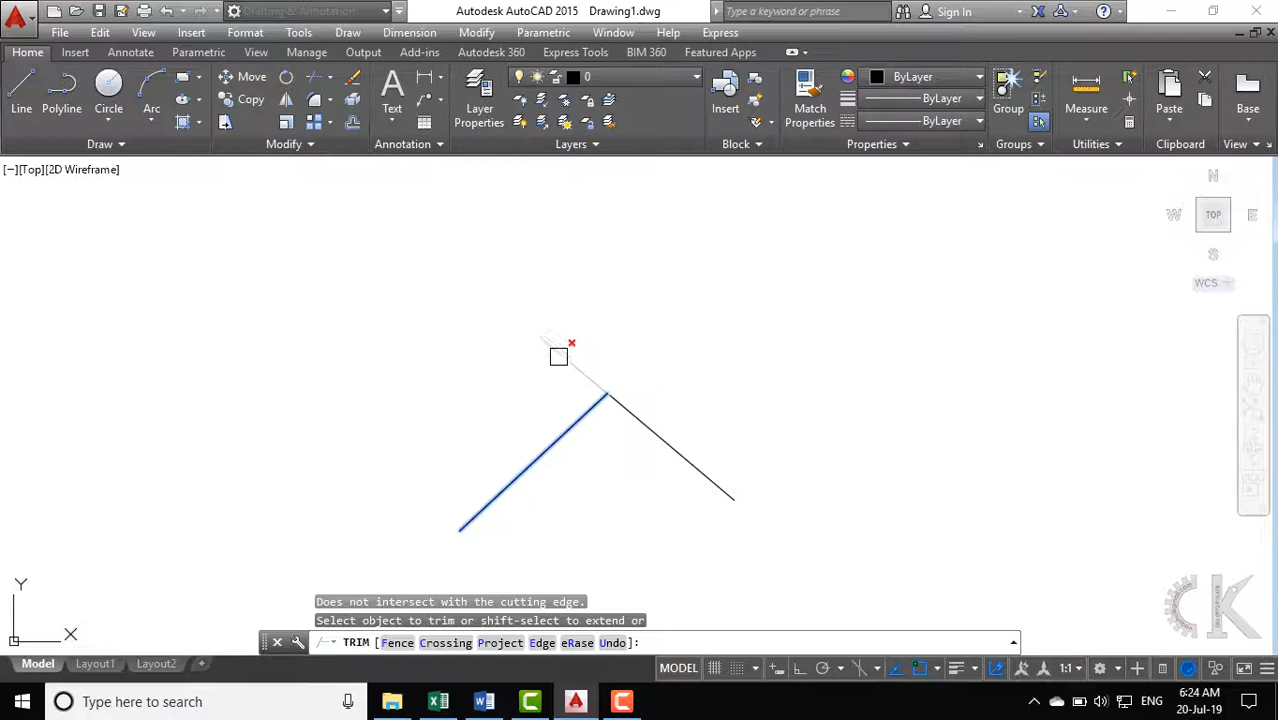 Drafting & Annotation
Autodesk AutoCAD 2015 Drawing1.dwg
Type a keyword or phrase
Sign In
File Edit View Insert Format Tools Draw Dimension Modify Parametric Window Help Express
Home Insert Annotate Parametric View Manage Output Add-ins Autodesk 360 Express Tools BIM 360 Featured Apps
Line
Polyline
Circle
Arc
Move
Copy
A
Text
Layer
Properties
0
Insert
Match
Properties
ByLayer
ByLayer
ByLayer
Group
Measure
Paste
Base
Draw Modify Annotation Layers Block Properties Groups Utilities Clipboard View
[−][Top][2D Wireframe]
N
W TOP E
S
WCS
Y
X
CK
Does not intersect with the cutting edge.
Select object to trim or shift-select to extend or
TRIM [Fence Crossing Project Edge eRase Undo]:
Model Layout1 Layout2 +
MODEL
1:1
Type here to search
ENG
6:24 AM
20-Jul-19